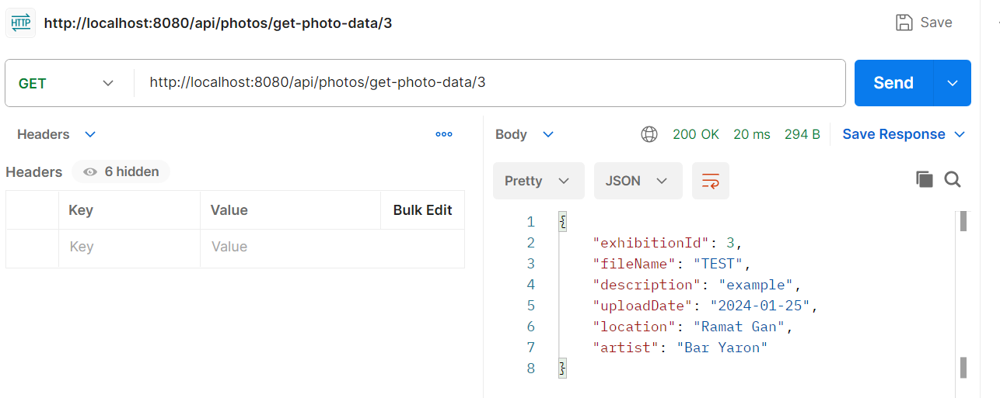 HTTP http://localhost:8080/api/photos/get-photo-data/3 Save
GET http://localhost:8080/api/photos/get-photo-data/3 Send
Headers
Headers 6 hidden
Key Value Bulk Edit
Key Value
Body 200 OK 20 ms 294 B Save Response
Pretty JSON
1 {
2 "exhibitionId": 3,
3 "fileName": "TEST",
4 "description": "example",
5 "uploadDate": "2024-01-25",
6 "location": "Ramat Gan",
7 "artist": "Bar Yaron"
8 }